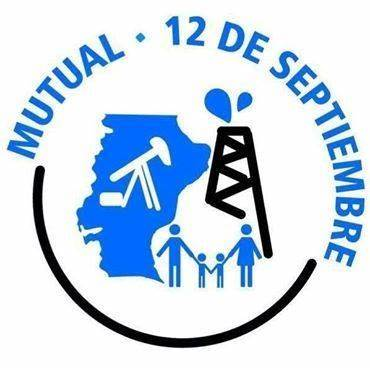 MUTUAL · 12 DE SEPTIEMBRE